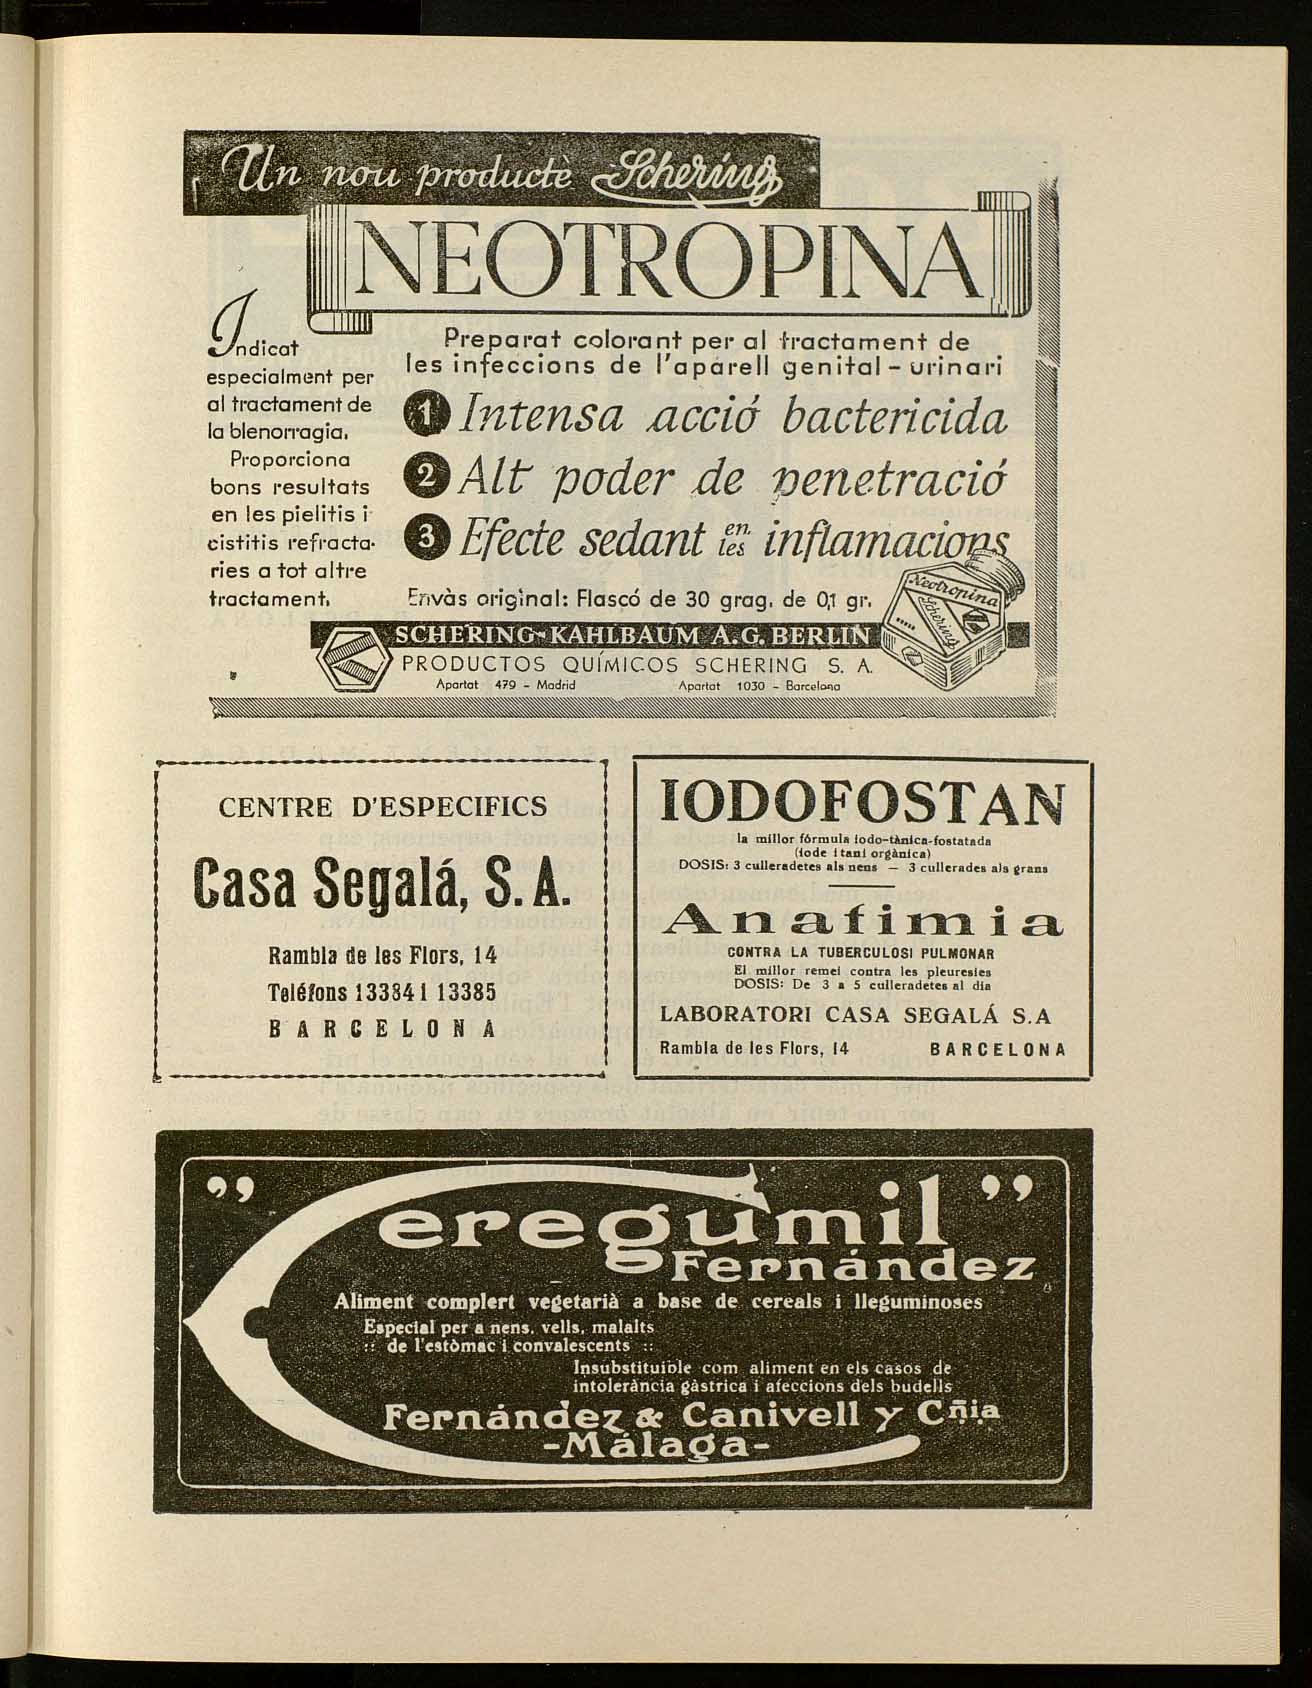 Un nou producte Schering
NEOTROPINA
Indicat
especialment per
al tractament de
la blenorragia.
Proporciona
bons resultats
en les pielitis i
cistitis refracta-
ries a tot altre
tractament.
Preparat colorant per al tractament de
les infeccions de l'aparell genital - urinari
1 Intensa acció bactericida
2 Alt poder de penetració
3 Efecte sedant en les inflamacions
Envàs original: Flascó de 30 grag. de 0,1 gr.
Neotropina
Schering
SCHERING-KAHLBAUM A.G. BERLIN
PRODUCTOS QUÍMICOS SCHERING S. A.
Apartat 479 - Madrid Apartat 1030 - Barcelona
CENTRE D'ESPECIFICS
Casa Segalá, S. A.
Rambla de les Flors, 14
Telèfons 13384 i 13385
BARCELONA
IODOFOSTAN
la millor fórmula iodo-tànica-fostatada
(iode i taní orgànica)
DOSIS: 3 culleradetes als nens — 3 cullerades als grans
Anatimia
CONTRA LA TUBERCULOSI PULMONAR
El millor remei contra les pleuresies
DOSIS: De 3 a 5 culleradetes al dia
LABORATORI CASA SEGALÁ S. A
Rambla de les Flors, 14 BARCELONA
"Ceregumil"
Fernández
Aliment complert vegetarià a base de cereals i lleguminoses
Especial per a nens, vells, malalts
:: de l'estòmac i convalescents ::
Insubstituible com aliment en els casos de
intolerància gàstrica i afeccions dels budells
Fernández & Canivell y Cñia
-Málaga-